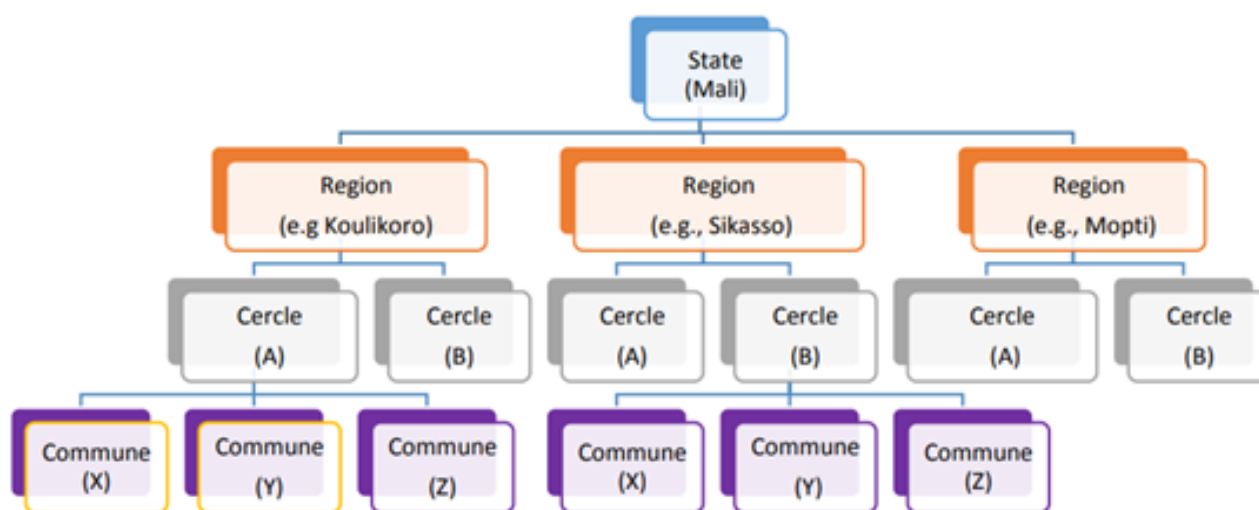 State
(Mali)
Region
(e.g Koulikoro)
Region
(e.g., Sikasso)
Region
(e.g., Mopti)
Cercle
(A)
Cercle
(B)
Cercle
(A)
Cercle
(B)
Cercle
(A)
Cercle
(B)
Commune
(X)
Commune
(Y)
Commune
(Z)
Commune
(X)
Commune
(Y)
Commune
(Z)